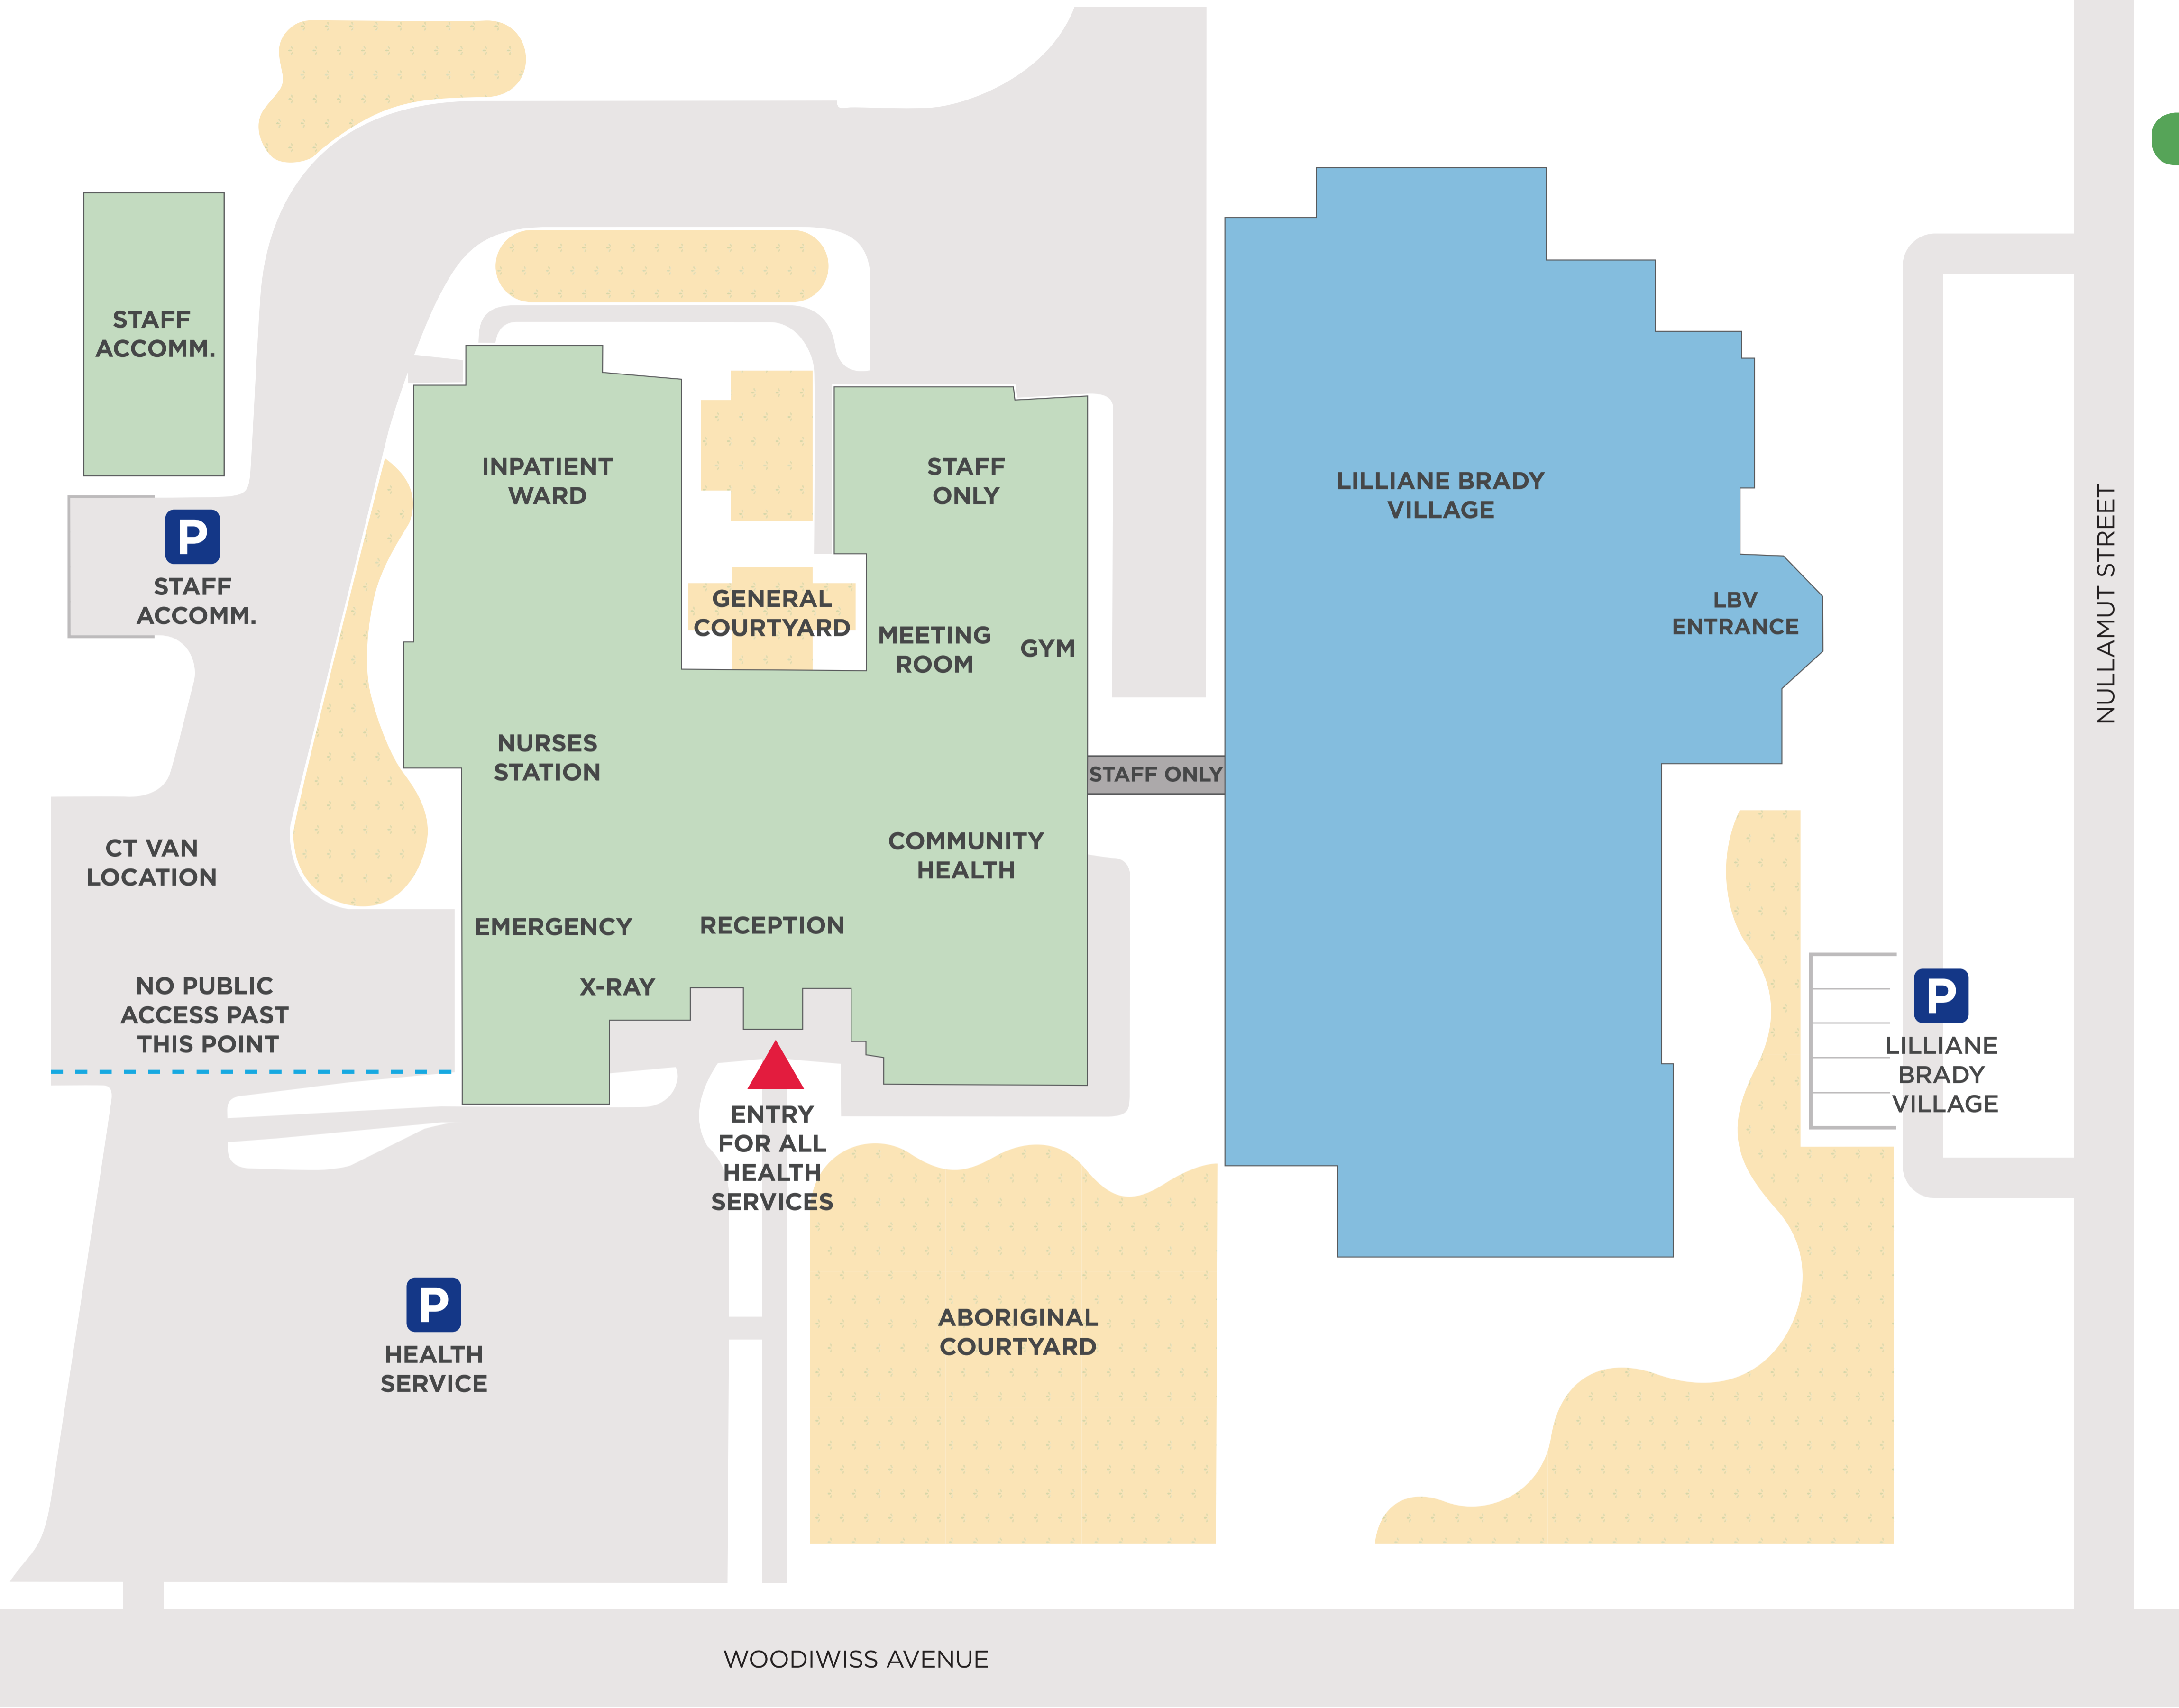 STAFF
ACCOMM.
INPATIENT
WARD
STAFF
ONLY
LILLIANE BRADY
VILLAGE
P
STAFF
ACCOMM.
GENERAL
COURTYARD
MEETING
ROOM
GYM
LBV
ENTRANCE
NULLAMUT STREET
NURSES
STATION
STAFF ONLY
CT VAN
LOCATION
COMMUNITY
HEALTH
EMERGENCY
RECEPTION
X-RAY
NO PUBLIC
ACCESS PAST
THIS POINT
P
LILLIANE
BRADY
VILLAGE
ENTRY
FOR ALL
HEALTH
SERVICES
P
HEALTH
SERVICE
ABORIGINAL
COURTYARD
WOODIWISS AVENUE